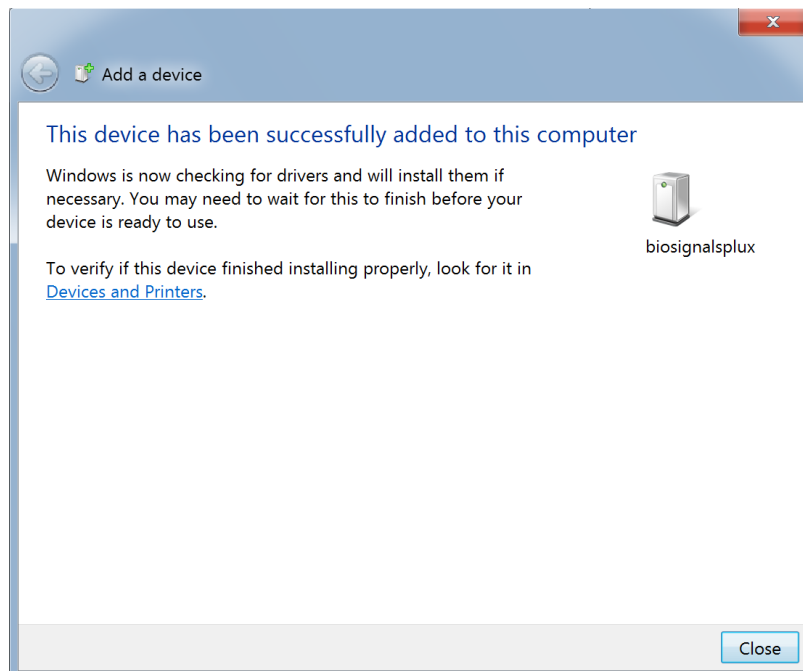 Add a device
This device has been successfully added to this computer
Windows is now checking for drivers and will install them if
necessary. You may need to wait for this to finish before your
device is ready to use.
biosignalsplux
To verify if this device finished installing properly, look for it in
Devices and Printers.
Close